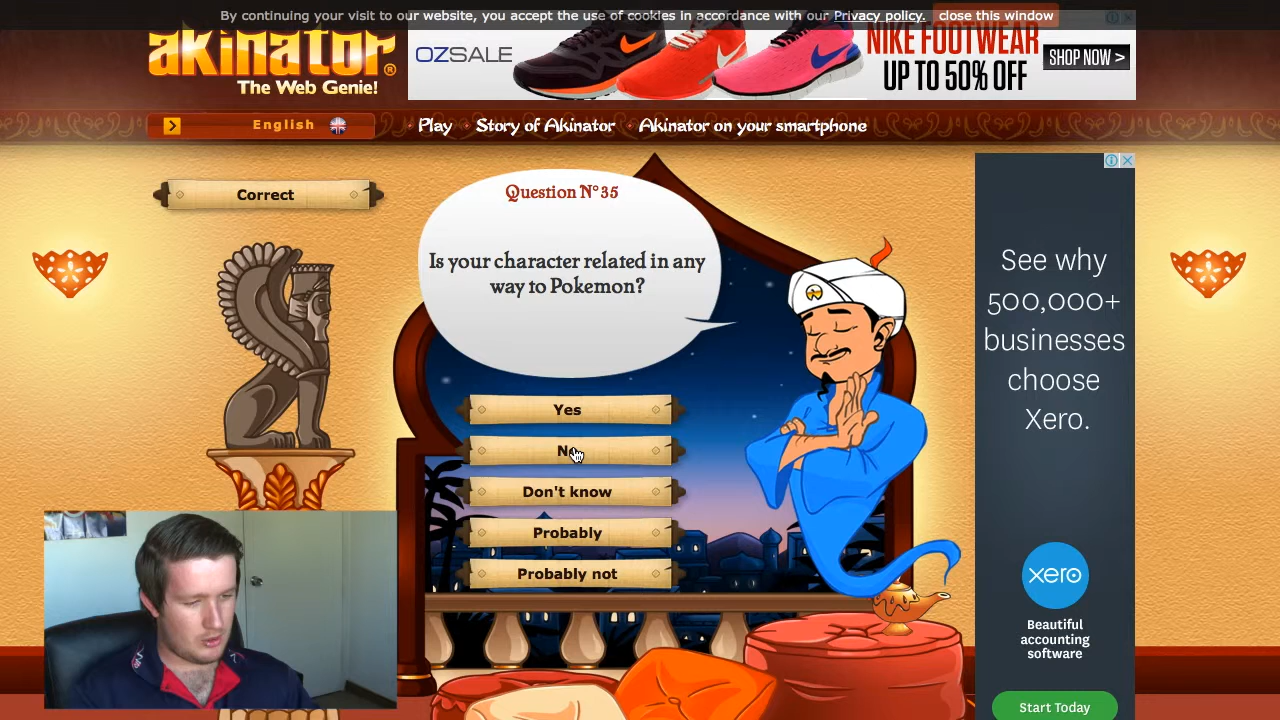 By continuing your visit to our website, you accept the use of cookies in accordance with our Privacy policy. close this window
akinator®
The Web Genie!
OZSALE
NIKE FOOTWEAR
UP TO 50% OFF
SHOP NOW >
English
Play
Story of Akinator
Akinator on your smartphone
Correct
Question N°35
Is your character related in any
way to Pokemon?
Yes
No
Don't know
Probably
Probably not
See why
500,000+
businesses
choose
Xero.
xero
Beautiful
accounting
software
Start Today